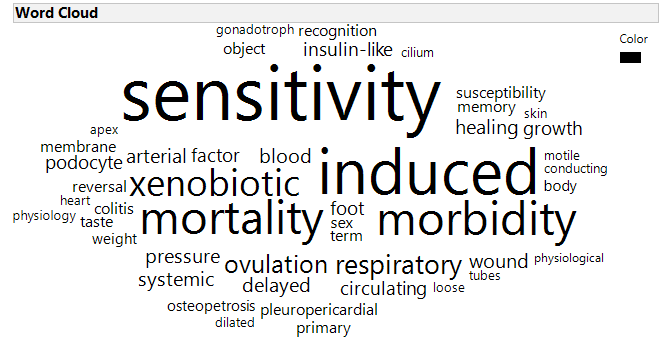 Word Cloud
gonadotroph recognition
Color
object insulin-like cilium
sensitivity
susceptibility
memory skin
apex healing growth
membrane
podocyte arterial factor blood induced motile
conducting
reversal xenobiotic body
heart
physiology colitis mortality foot morbidity
taste sex
weight term
pressure ovulation respiratory wound physiological
systemic delayed circulating loose tubes
osteopetrosis pleuropericardial
dilated primary